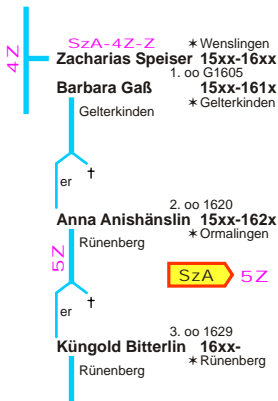 4Z
SzA-4Z-Z
* Wenslingen
Zacharias Speiser 15xx-16xx
1. oo G1605
Barbara Gaß 15xx-161x
* Gelterkinden
Gelterkinden
er †
2. oo 1620
Anna Anishänslin 15xx-162x
* Ormalingen
Rünenberg
5Z
SzA 5Z
er †
3. oo 1629
Küngold Bitterlin 16xx-
* Rünenberg
Rünenberg